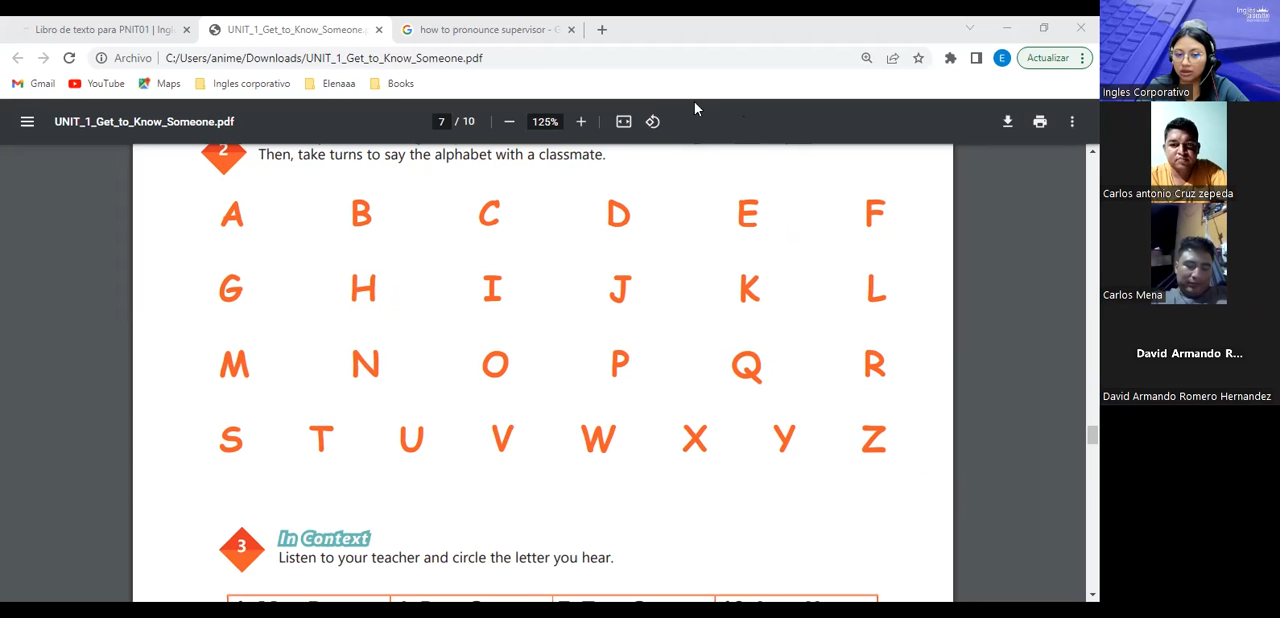 Libro de texto para PNIT01 | Ingl
UNIT_1_Get_to_Know_Someone.p
how to pronounce supervisor - G
Archivo
C:/Users/anime/Downloads/UNIT_1_Get_to_Know_Someone.pdf
Actualizar
E
Gmail
YouTube
Maps
Ingles corporativo
Elenaaa
Books
UNIT_1_Get_to_Know_Someone.pdf
7 / 10
125%
2
Then, take turns to say the alphabet with a classmate.
A B C D E F
G H I J K L
M N O P Q R
S T U V W X Y Z
3
In Context
Listen to your teacher and circle the letter you hear.
Ingles Corporativo
Carlos antonio Cruz zepeda
Carlos Mena
David Armando R...
David Armando Romero Hernandez